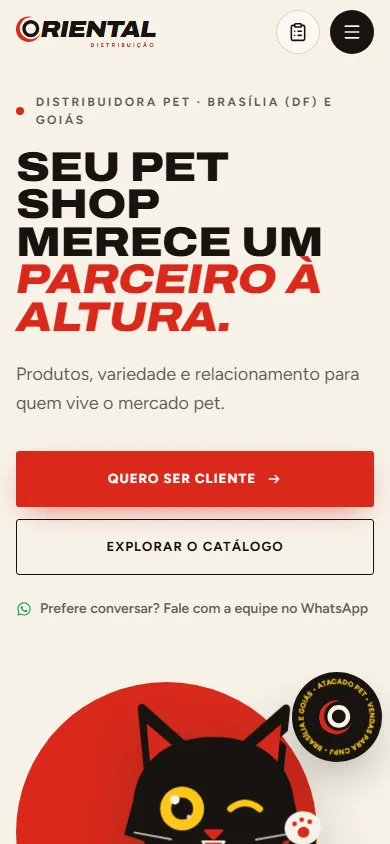 ORIENTAL
DISTRIBUIÇÃO
DISTRIBUIDORA PET · BRASÍLIA (DF) E
GOIÁS
SEU PET
SHOP
MERECE UM
PARCEIRO À
ALTURA.
Produtos, variedade e relacionamento para
quem vive o mercado pet.
QUERO SER CLIENTE →
EXPLORAR O CATÁLOGO
Prefere conversar? Fale com a equipe no WhatsApp
ATACADO PET • VENDAS PARA CNPJ • BRASÍLIA E GOIÁS •